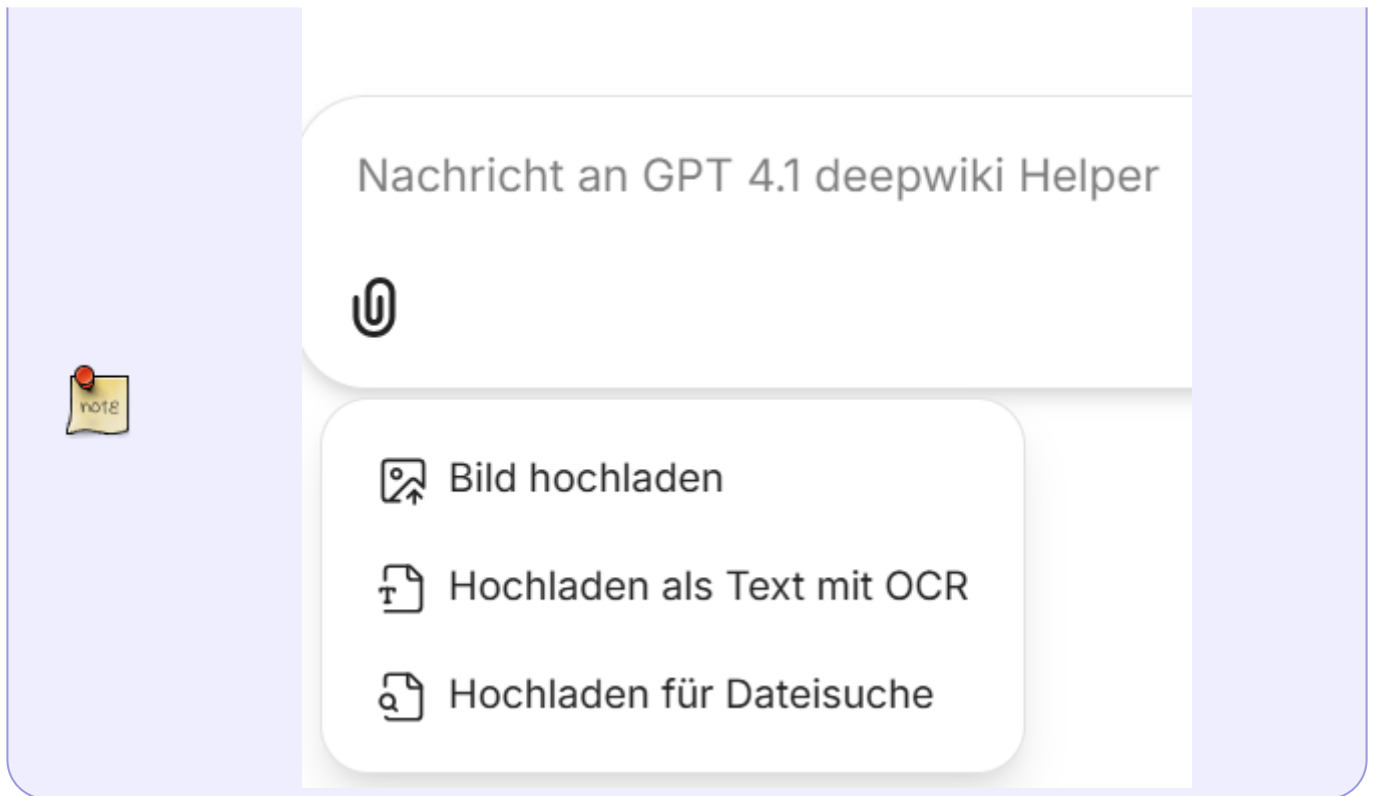 Nachricht an GPT 4.1 deepwiki Helper
note
Bild hochladen
Hochladen als Text mit OCR
Hochladen für Dateisuche